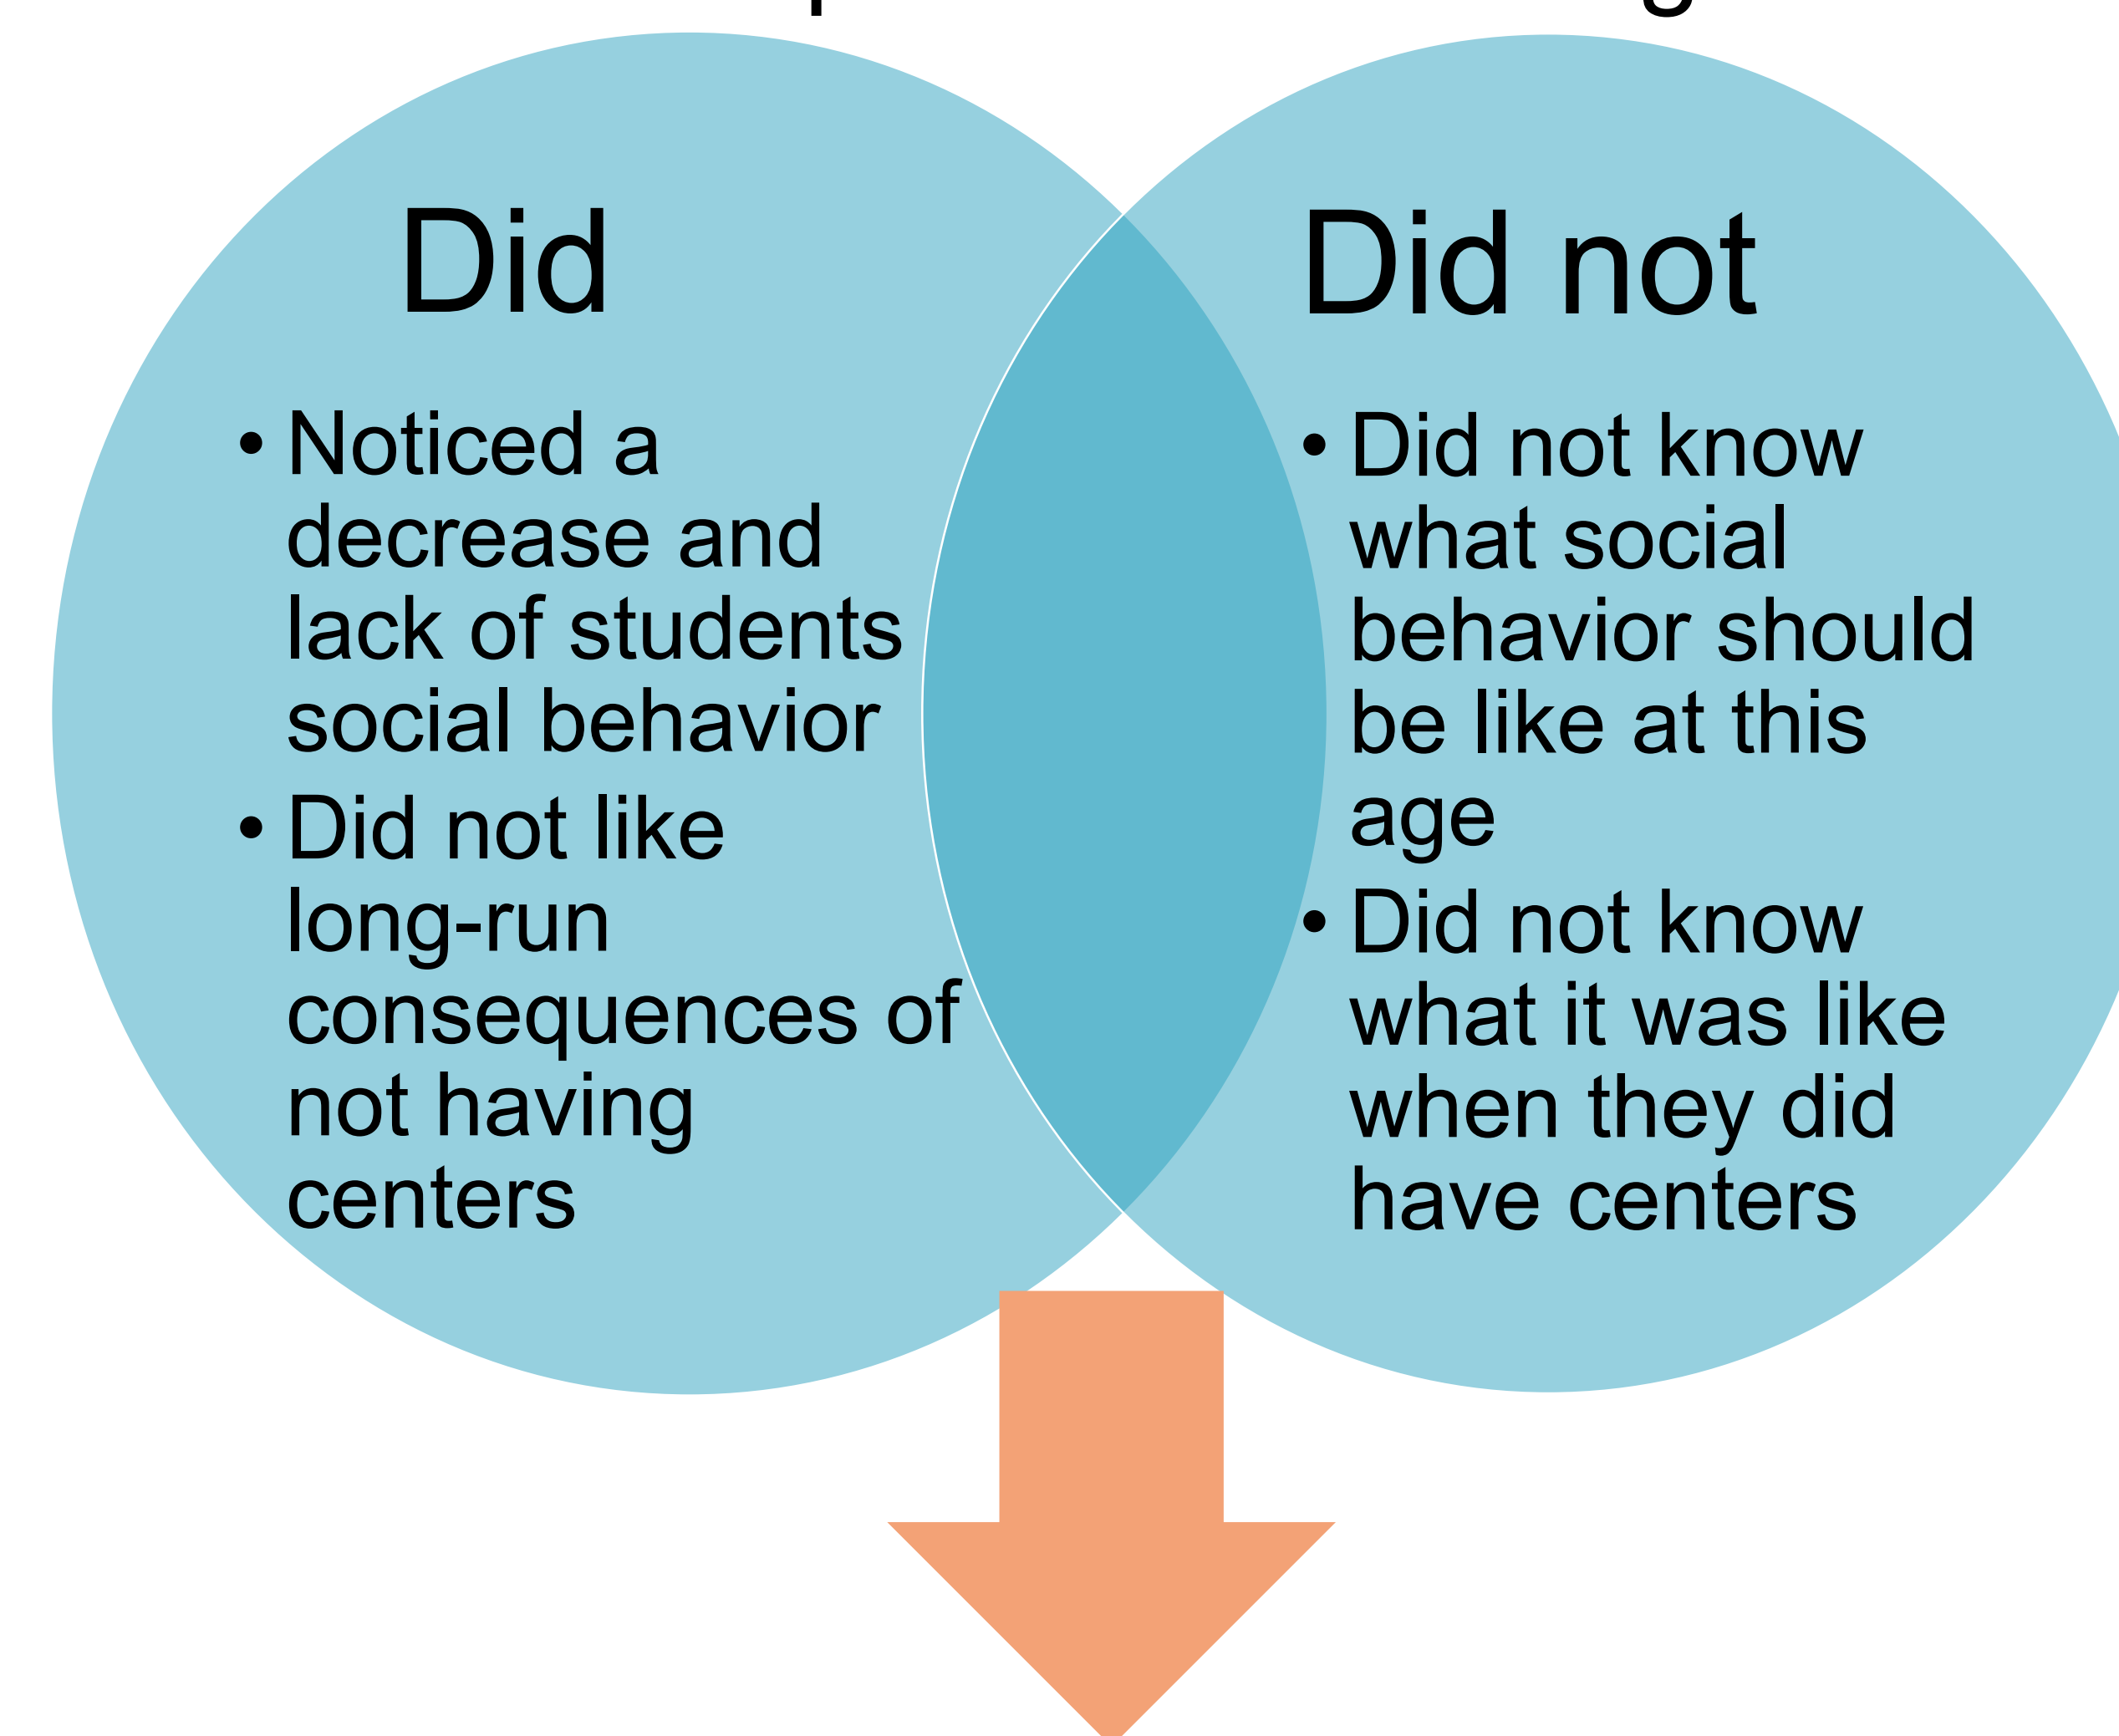 Did
• Noticed a
decrease and
lack of students
social behavior
• Did not like
long-run
consequences of
not having
centers
Did not
• Did not know
what social
behavior should
be like at this
age
• Did not know
what it was like
when they did
have centers